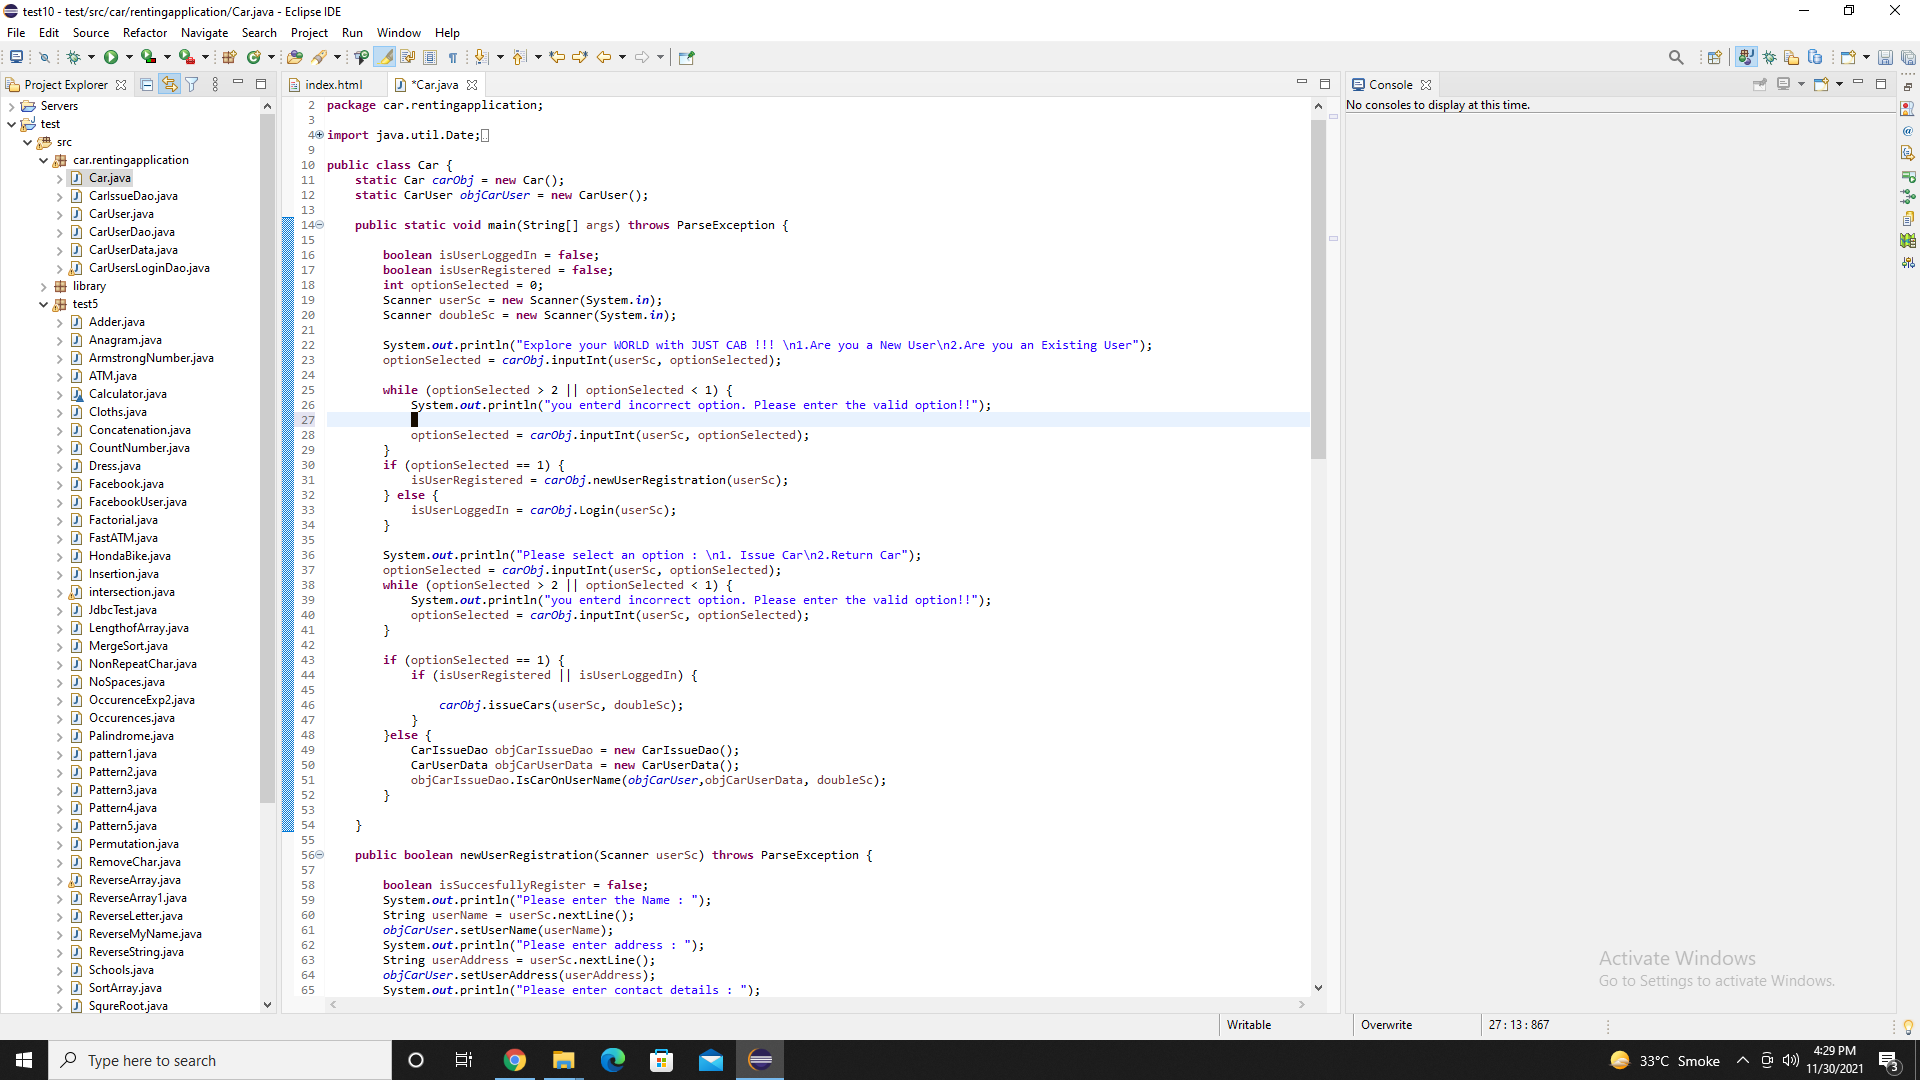 test10 - test/src/car/rentingapplication/Car.java - Eclipse IDE
File Edit Source Refactor Navigate Search Project Run Window Help
Project Explorer
Servers
test
src
car.rentingapplication
Car.java
CarIssueDao.java
CarUser.java
CarUserDao.java
CarUserData.java
CarUsersLoginDao.java
library
test5
Adder.java
Anagram.java
ArmstrongNumber.java
ATM.java
Calculator.java
Cloths.java
Concatenation.java
CountNumber.java
Dress.java
Facebook.java
FacebookUser.java
Factorial.java
FastATM.java
HondaBike.java
Insertion.java
intersection.java
JdbcTest.java
LengthofArray.java
MergeSort.java
NonRepeatChar.java
NoSpaces.java
OccurenceExp2.java
Occurences.java
Palindrome.java
pattern1.java
Pattern2.java
Pattern3.java
Pattern4.java
Pattern5.java
Permutation.java
RemoveChar.java
ReverseArray.java
ReverseArray1.java
ReverseLetter.java
ReverseMyName.java
ReverseString.java
Schools.java
SortArray.java
SqureRoot.java
index.html *Car.java
2 package car.rentingapplication;
3
4 import java.util.Date;
9
10 public class Car {
11 static Car carObj = new Car();
12 static CarUser objCarUser = new CarUser();
13
14 public static void main(String[] args) throws ParseException {
15
16 boolean isUserLoggedIn = false;
17 boolean isUserRegistered = false;
18 int optionSelected = 0;
19 Scanner userSc = new Scanner(System.in);
20 Scanner doubleSc = new Scanner(System.in);
21
22 System.out.println("Explore your WORLD with JUST CAB !!! \n1.Are you a New User\n2.Are you an Existing User");
23 optionSelected = carObj.inputInt(userSc, optionSelected);
24
25 while (optionSelected > 2 || optionSelected < 1) {
26 System.out.println("you enterd incorrect option. Please enter the valid option!!");
27
28 optionSelected = carObj.inputInt(userSc, optionSelected);
29 }
30 if (optionSelected == 1) {
31 isUserRegistered = carObj.newUserRegistration(userSc);
32 } else {
33 isUserLoggedIn = carObj.Login(userSc);
34 }
35
36 System.out.println("Please select an option : \n1. Issue Car\n2.Return Car");
37 optionSelected = carObj.inputInt(userSc, optionSelected);
38 while (optionSelected > 2 || optionSelected < 1) {
39 System.out.println("you enterd incorrect option. Please enter the valid option!!");
40 optionSelected = carObj.inputInt(userSc, optionSelected);
41 }
42
43 if (optionSelected == 1) {
44 if (isUserRegistered || isUserLoggedIn) {
45
46 carObj.issueCars(userSc, doubleSc);
47 }
48 }else {
49 CarIssueDao objCarIssueDao = new CarIssueDao();
50 CarUserData objCarUserData = new CarUserData();
51 objCarIssueDao.IsCarOnUserName(objCarUser,objCarUserData, doubleSc);
52 }
53
54 }
55
56 public boolean newUserRegistration(Scanner userSc) throws ParseException {
57
58 boolean isSuccesfullyRegister = false;
59 System.out.println("Please enter the Name : ");
60 String userName = userSc.nextLine();
61 objCarUser.setUserName(userName);
62 System.out.println("Please enter address : ");
63 String userAddress = userSc.nextLine();
64 objCarUser.setUserAddress(userAddress);
65 System.out.println("Please enter contact details : ");
Console
No consoles to display at this time.
Activate Windows
Go to Settings to activate Windows.
Writable Overwrite 27 : 13 : 867
Type here to search
33°C Smoke
4:29 PM
11/30/2021
3